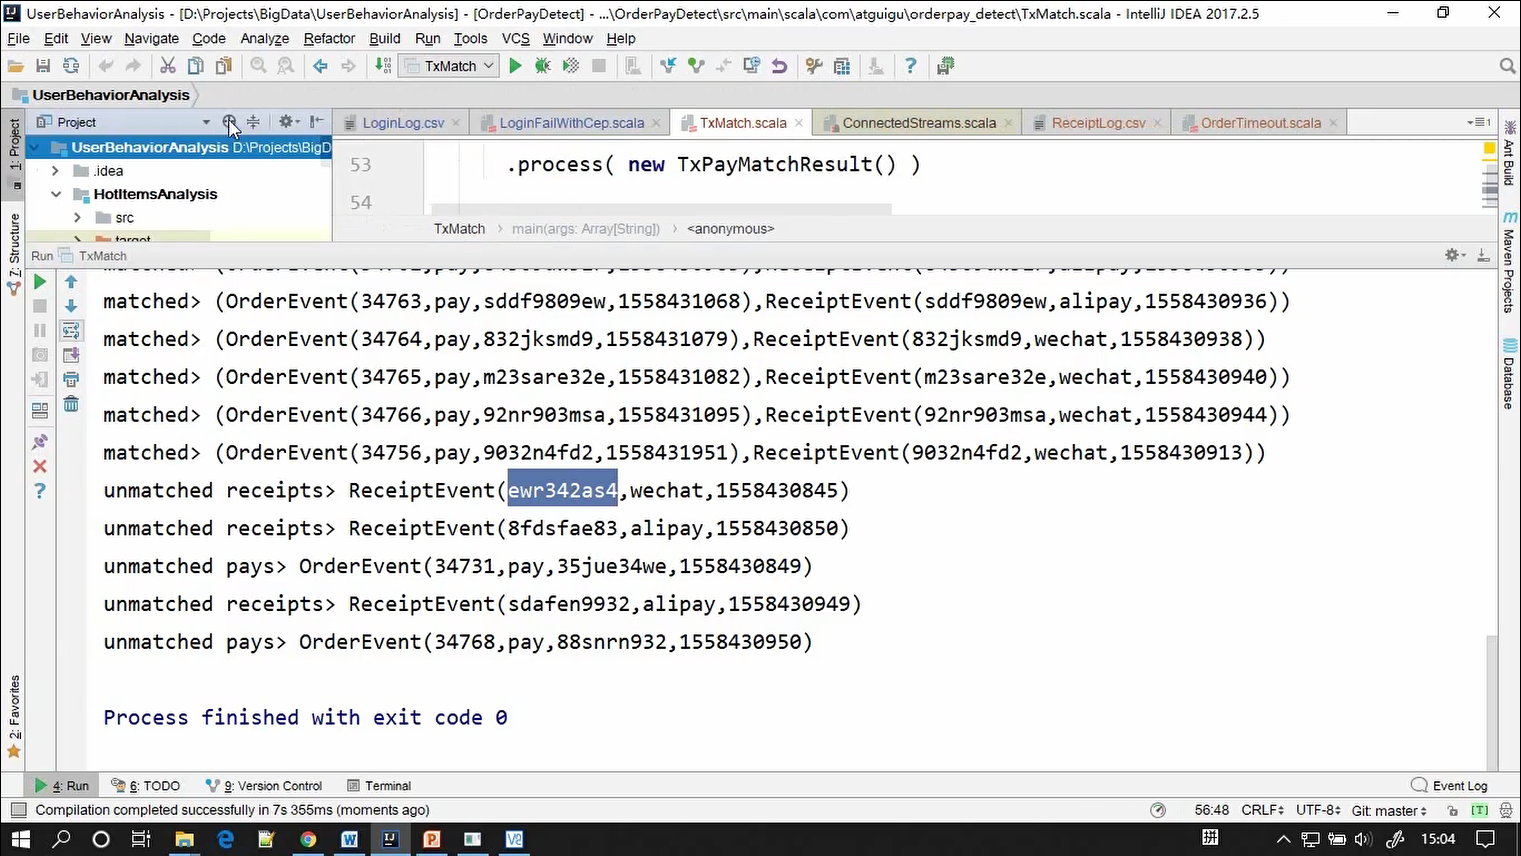 UserBehaviorAnalysis - [D:\Projects\BigData\UserBehaviorAnalysis] - [OrderPayDetect] - ...\OrderPayDetect\src\main\scala\com\atguigu\orderpay_detect\TxMatch.scala - IntelliJ IDEA 2017.2.5
File Edit View Navigate Code Analyze Refactor Build Run Tools VCS Window Help
TxMatch
UserBehaviorAnalysis
Project
LoginLog.csv LoginFailWithCep.scala TxMatch.scala ConnectedStreams.scala ReceiptLog.csv OrderTimeout.scala
1
UserBehaviorAnalysis D:\Projects\BigD
.idea
HotItemsAnalysis
src
target
53 .process( new TxPayMatchResult() )
54
TxMatch main(args: Array[String]) <anonymous>
Run TxMatch
matched> (OrderEvent(34763,pay,sddf9809ew,1558431068),ReceiptEvent(sddf9809ew,alipay,1558430936))
matched> (OrderEvent(34764,pay,832jksmd9,1558431079),ReceiptEvent(832jksmd9,wechat,1558430938))
matched> (OrderEvent(34765,pay,m23sare32e,1558431082),ReceiptEvent(m23sare32e,wechat,1558430940))
matched> (OrderEvent(34766,pay,92nr903msa,1558431095),ReceiptEvent(92nr903msa,wechat,1558430944))
matched> (OrderEvent(34756,pay,9032n4fd2,1558431951),ReceiptEvent(9032n4fd2,wechat,1558430913))
unmatched receipts> ReceiptEvent(ewr342as4,wechat,1558430845)
unmatched receipts> ReceiptEvent(8fdsfae83,alipay,1558430850)
unmatched pays> OrderEvent(34731,pay,35jue34we,1558430849)
unmatched receipts> ReceiptEvent(sdafen9932,alipay,1558430949)
unmatched pays> OrderEvent(34768,pay,88snrn932,1558430950)
Process finished with exit code 0
1: Project
7: Structure
2: Favorites
Ant Build
Maven Projects
Database
4: Run 6: TODO 9: Version Control Terminal Event Log
Compilation completed successfully in 7s 355ms (moments ago) 56:48 CRLF UTF-8 Git: master [T]
拼 15:04